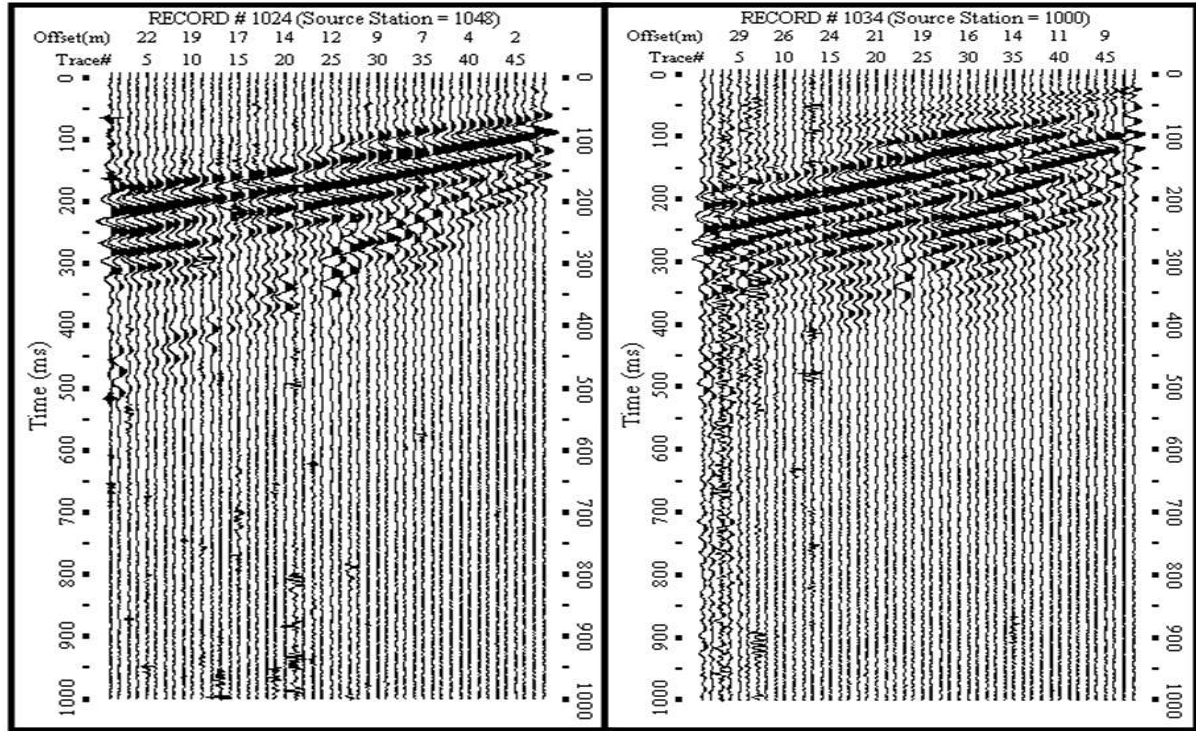 RECORD # 1024 (Source Station = 1048)
Offset(m) 22 19 17 14 12 9 7 4 2
Trace# 5 10 15 20 25 30 35 40 45
0 0
100 100
200 200
300 300
400 400
Time (ms)
500 500
600 600
700 700
800 800
900 900
1000 1000
RECORD # 1034 (Source Station = 1000)
Offset(m) 29 26 24 21 19 16 14 11 9
Trace# 5 10 15 20 25 30 35 40 45
0 0
100 100
200 200
300 300
400 400
Time (ms)
500 500
600 600
700 700
800 800
900 900
1000 1000